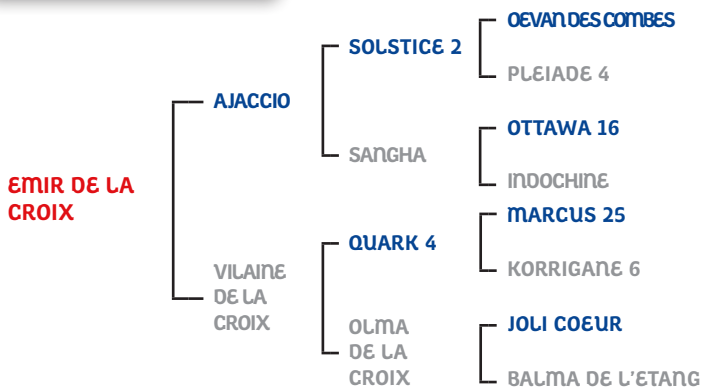 OEVAN DES COMBES
SOLSTICE 2
PLEIADE 4
AJACCIO
OTTAWA 16
SANGHA
INDOCHINE
EMIR DE LA
CROIX
MARCUS 25
QUARK 4
KORRIGANE 6
VILAINE
DE LA
CROIX
JOLI COEUR
OLMA
DE LA
CROIX
BALMA DE L'ETANG